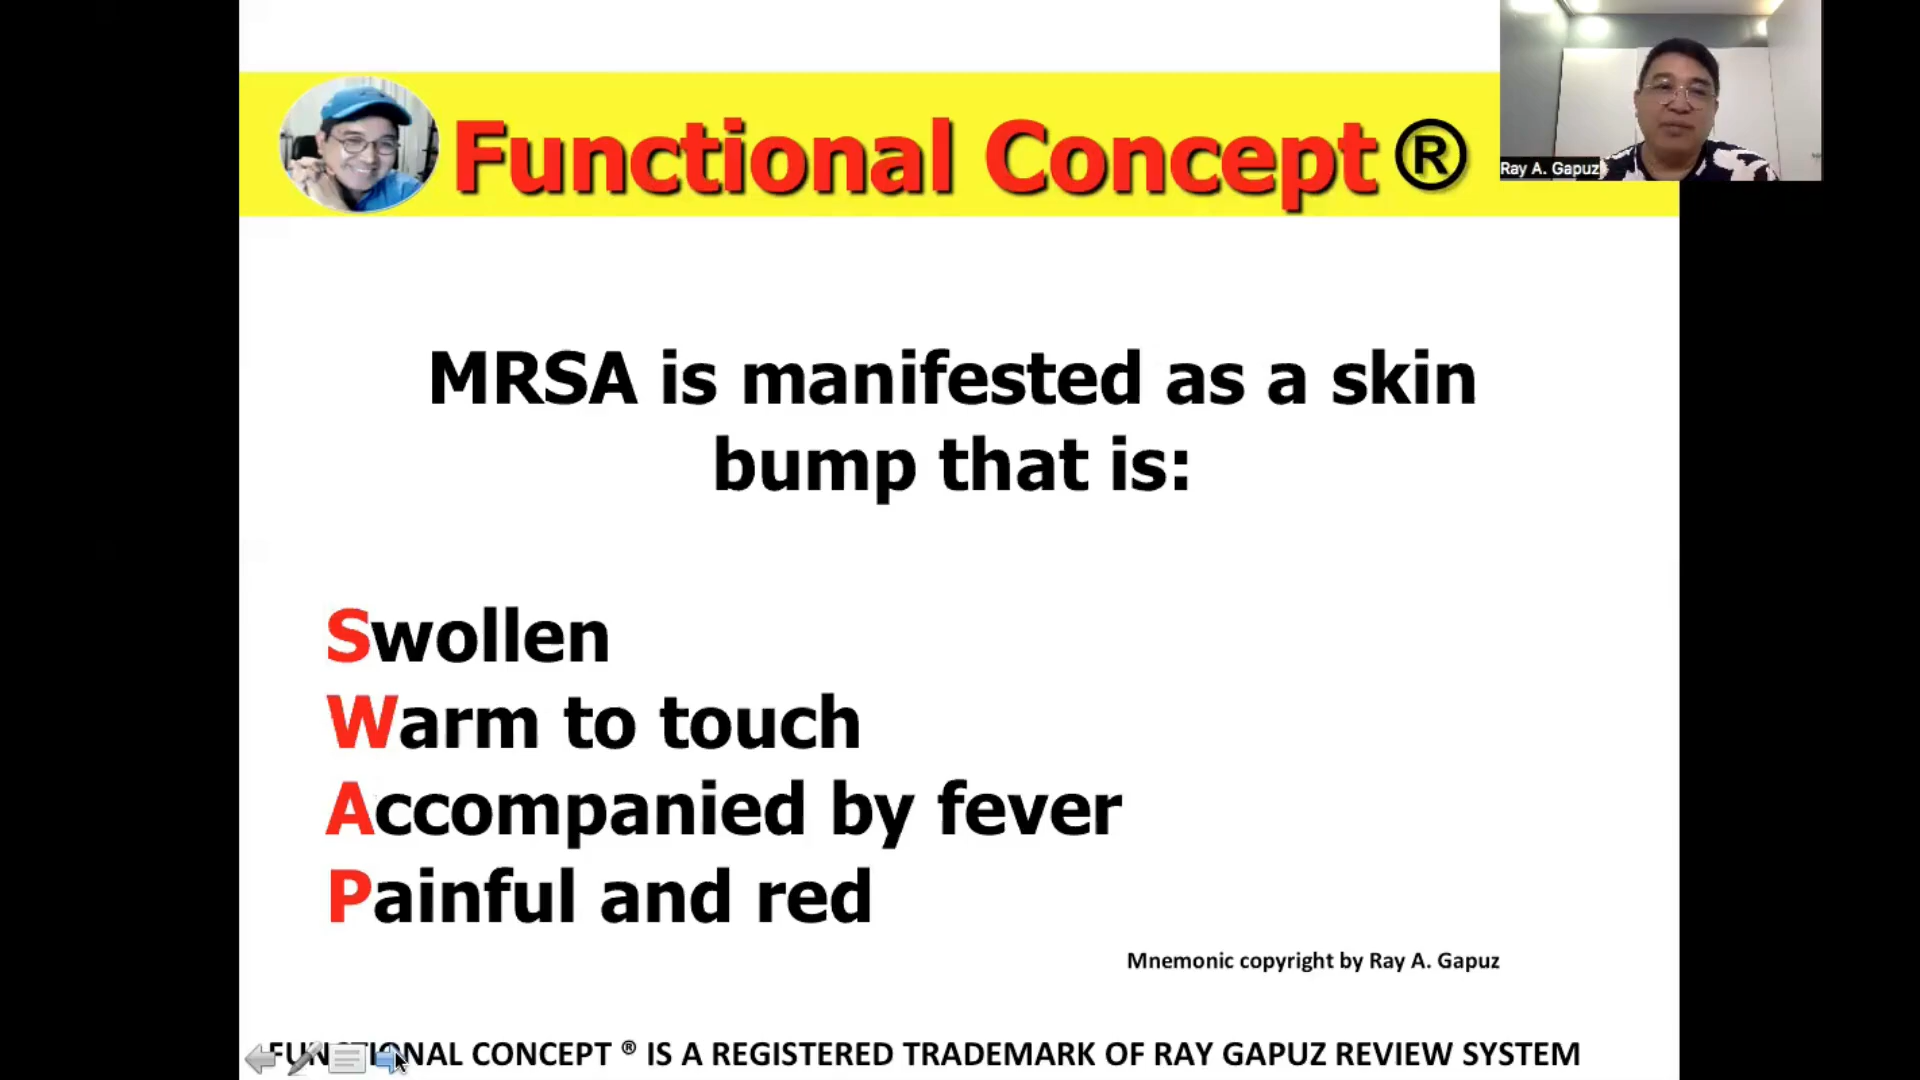 Functional Concept ®
Ray A. Gapuz
MRSA is manifested as a skin
bump that is:
Swollen
Warm to touch
Accompanied by fever
Painful and red
Mnemonic copyright by Ray A. Gapuz
FUNCTIONAL CONCEPT ® IS A REGISTERED TRADEMARK OF RAY GAPUZ REVIEW SYSTEM